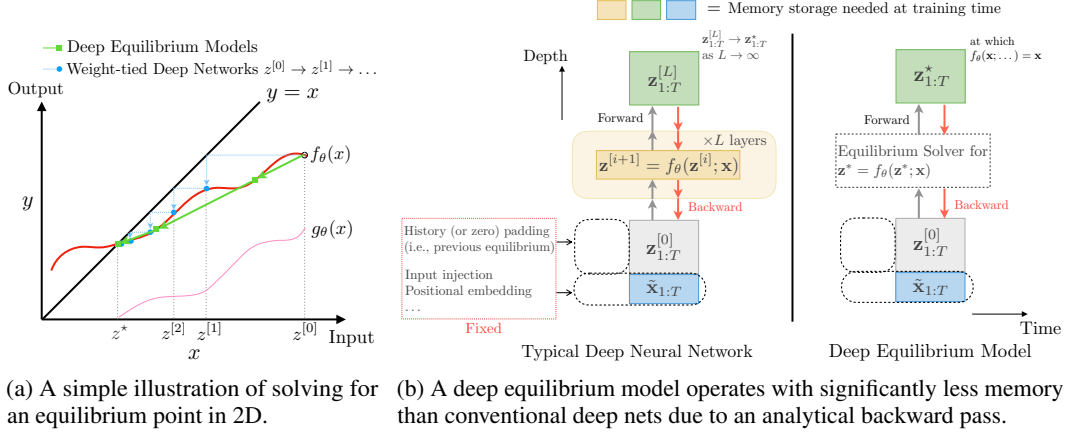 Deep Equilibrium Models
Weight-tied Deep Networks z^[0] → z^[1] → ...
Output
y = x
f_θ(x)
y
g_θ(x)
z^⋆
z^[2]
z^[1]
z^[0]
Input
x
(a) A simple illustration of solving for
an equilibrium point in 2D.
= Memory storage needed at training time
Depth
z^[L]_{1:T} → z^⋆_{1:T}
as L → ∞
z^[L]_{1:T}
Forward
×L layers
z^[i+1] = f_θ(z^[i]; x)
Backward
History (or zero) padding
(i.e., previous equilibrium)
Input injection
Positional embedding
...
Fixed
z^[0]_{1:T}
x̃_{1:T}
Typical Deep Neural Network
at which
f_θ(x; ...) = x
z^⋆_{1:T}
Forward
Equilibrium Solver for
z^⋆ = f_θ(z^⋆; x)
Backward
z^[0]_{1:T}
x̃_{1:T}
Time
Deep Equilibrium Model
(b) A deep equilibrium model operates with significantly less memory
than conventional deep nets due to an analytical backward pass.